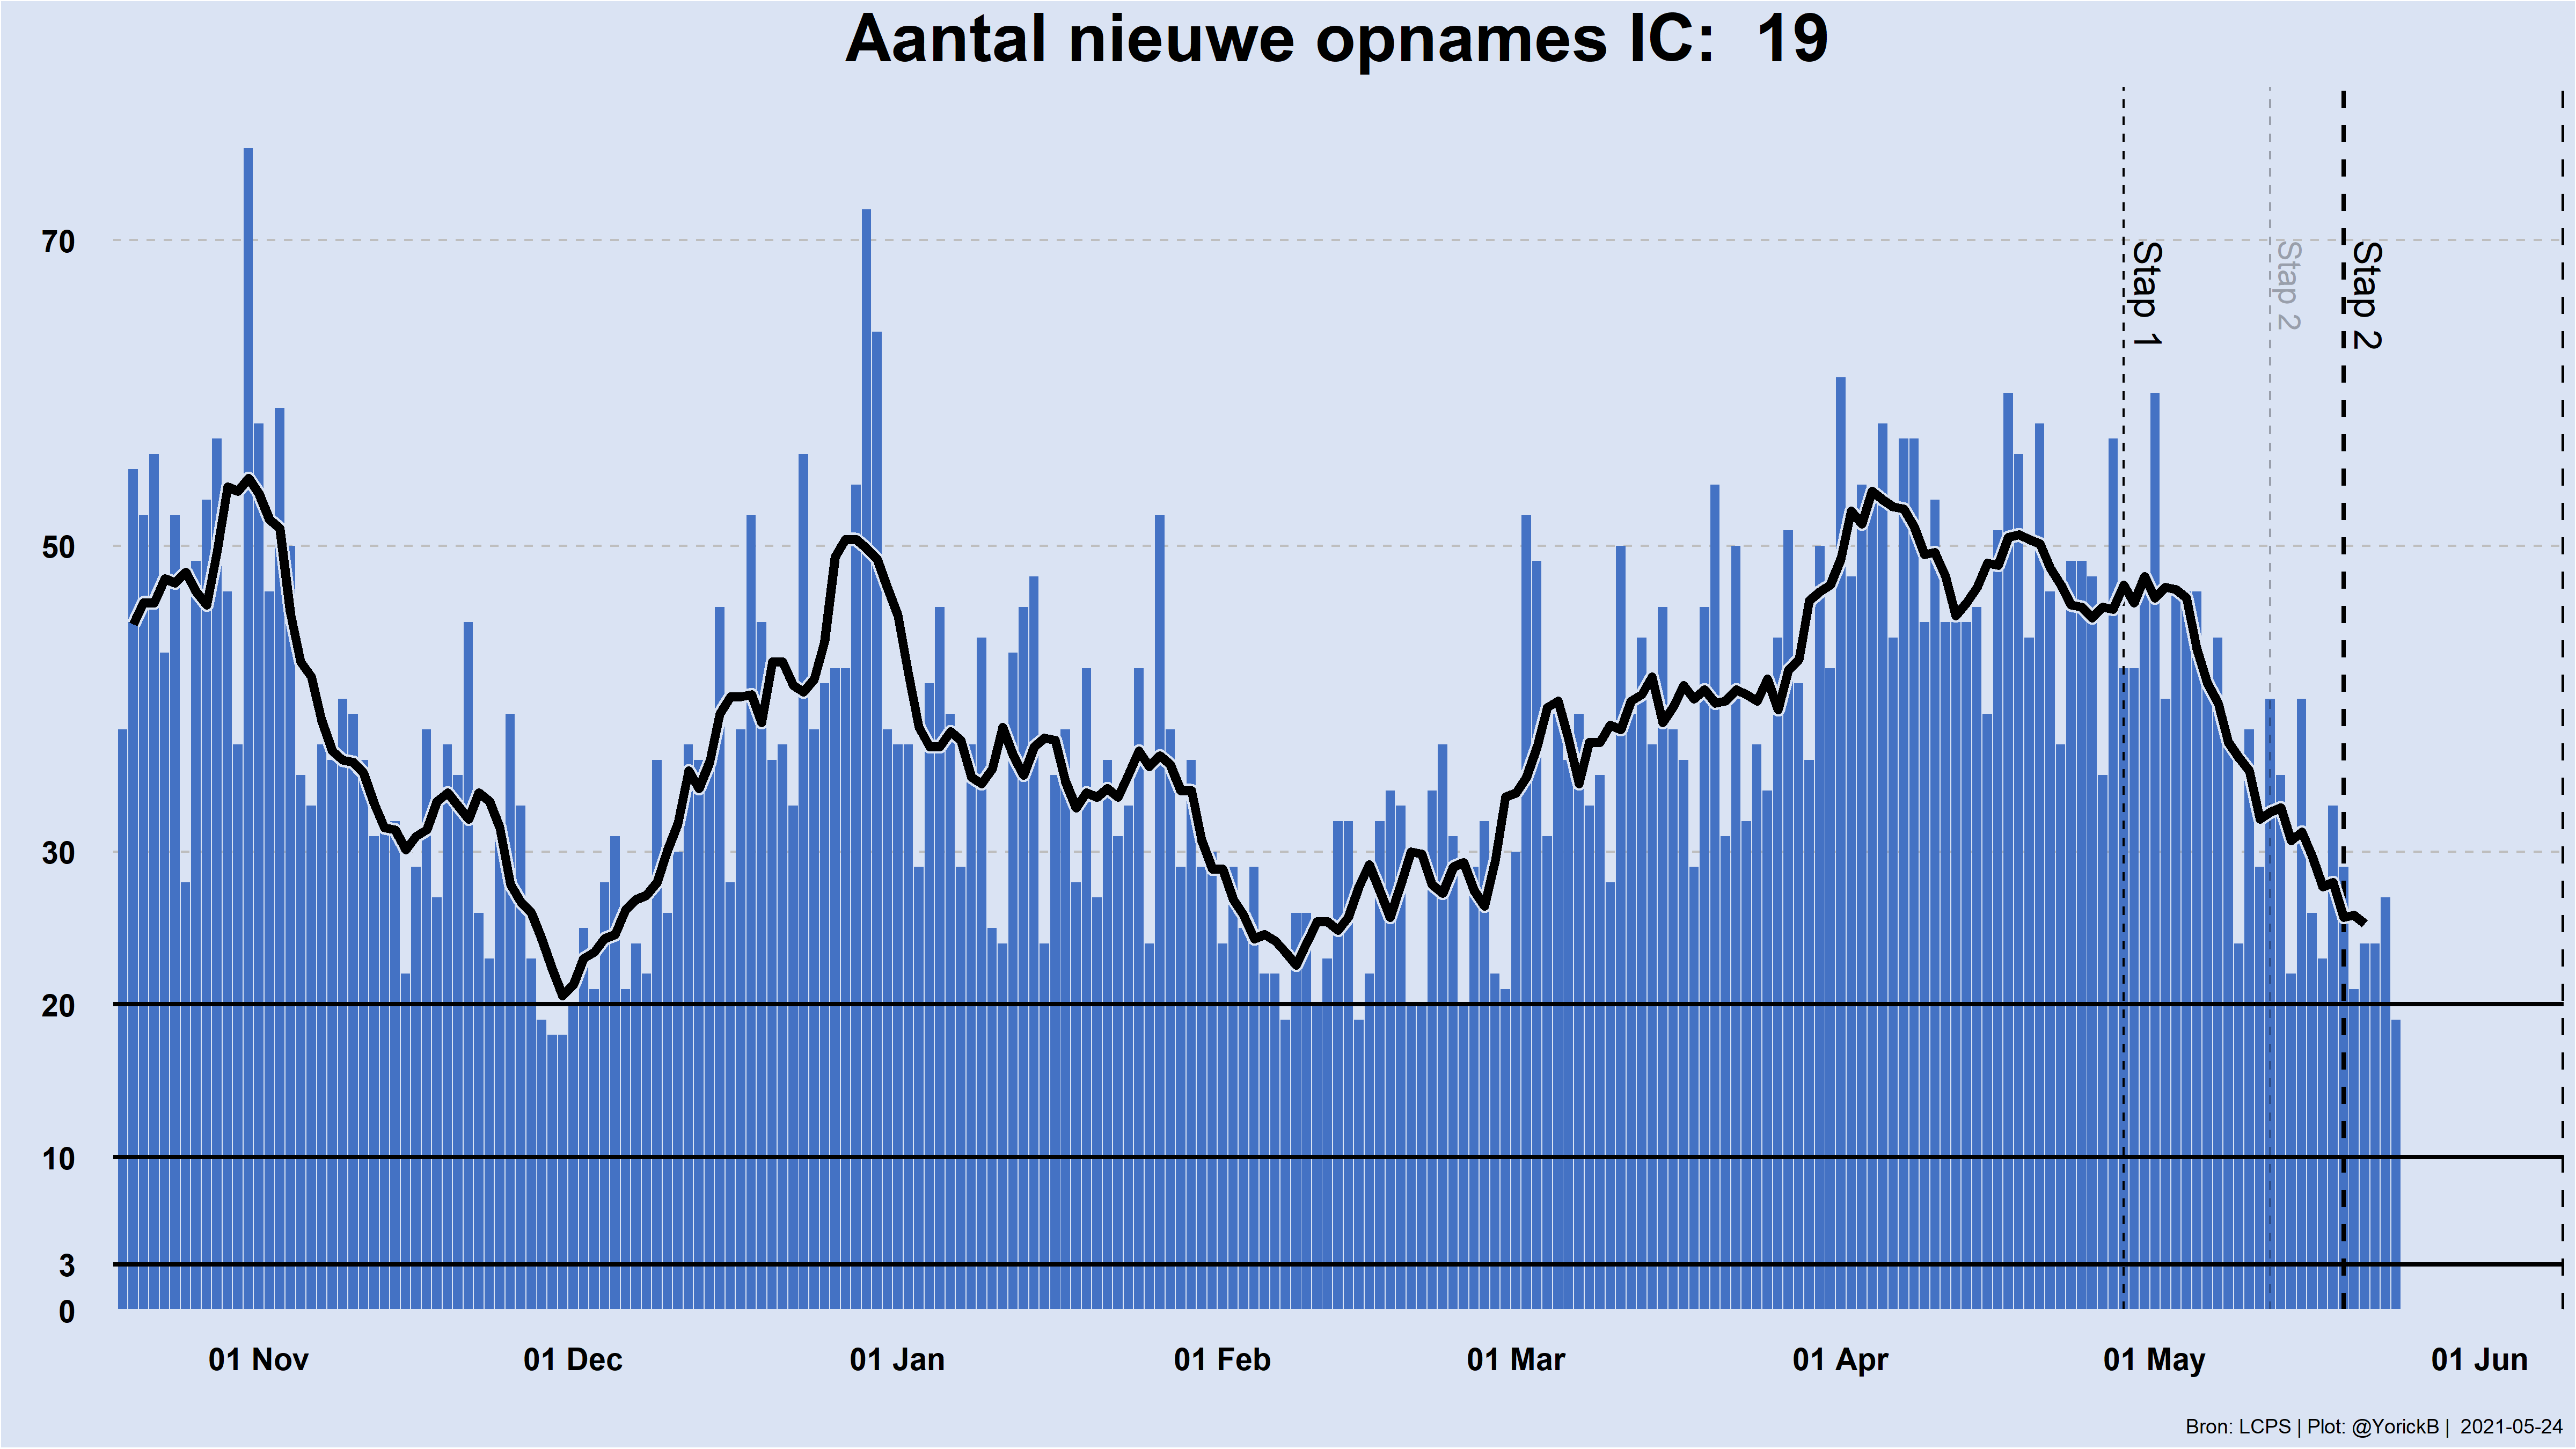 Aantal nieuwe opnames IC: 19
70
50
30
20
10
3
0
Stap 1
Stap 2
Stap 2
01 Nov
01 Dec
01 Jan
01 Feb
01 Mar
01 Apr
01 May
01 Jun
Bron: LCPS | Plot: @YorickB | 2021-05-24